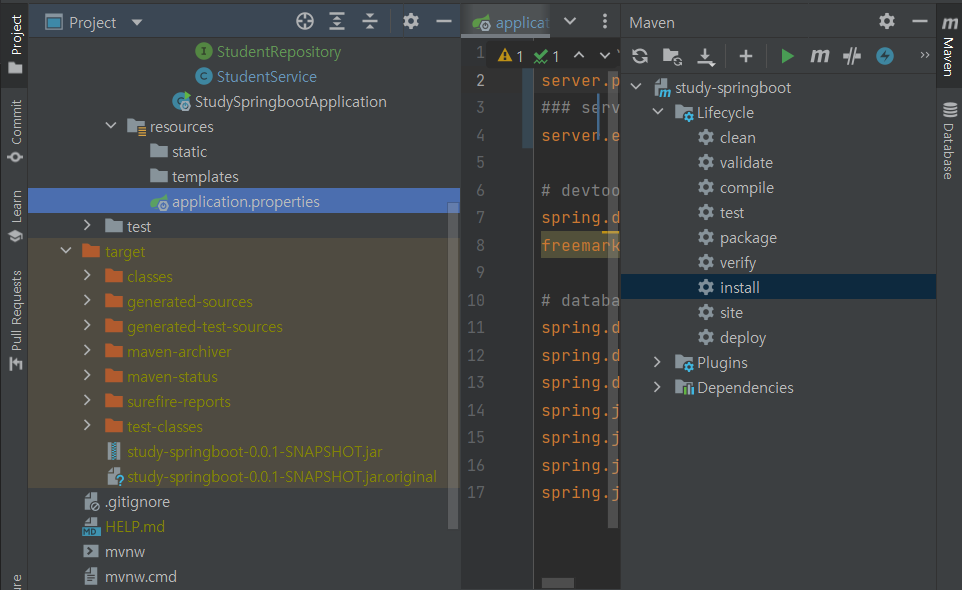 Project
Commit
Learn
Pull Requests
Project
StudentRepository
StudentService
StudySpringbootApplication
resources
static
templates
application.properties
test
target
classes
generated-sources
generated-test-sources
maven-archiver
maven-status
surefire-reports
test-classes
study-springboot-0.0.1-SNAPSHOT.jar
study-springboot-0.0.1-SNAPSHOT.jar.original
.gitignore
HELP.md
mvnw
mvnw.cmd
applicat
1 1
1
2 server.p
3 ### serv
4 server.e
5
6 # devtoo
7 spring.d
8 freemark
9
10 # databa
11 spring.d
12 spring.d
13 spring.d
14 spring.j
15 spring.j
16 spring.j
17 spring.j
Maven
study-springboot
Lifecycle
clean
validate
compile
test
package
verify
install
site
deploy
Plugins
Dependencies
Maven
Database